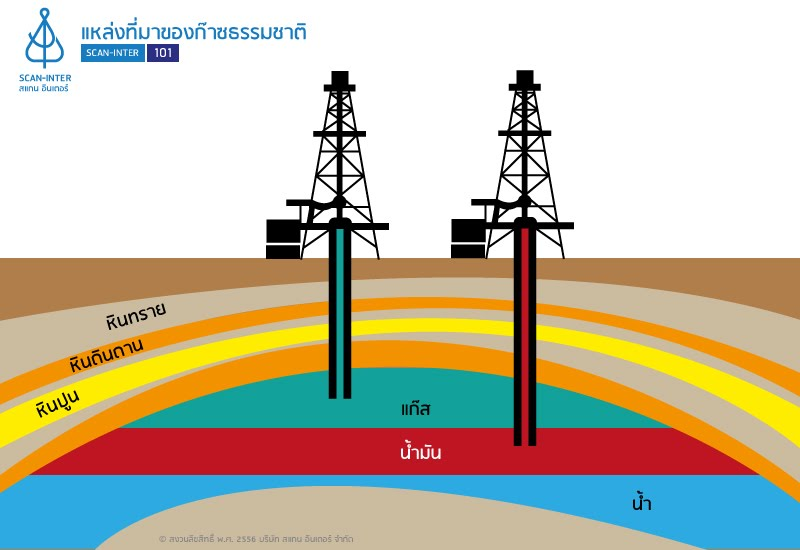 แหล่งที่มาของก๊าซธรรมชาติ
SCAN-INTER 101
SCAN-INTER
สแกน อินเตอร์
หินทราย
หินดินดาน
หินปูน
แก๊ส
น้ำมัน
น้ำ
© สงวนลิขสิทธิ์ พ.ศ. 2556 บริษัท สแกน อินเตอร์ จำกัด